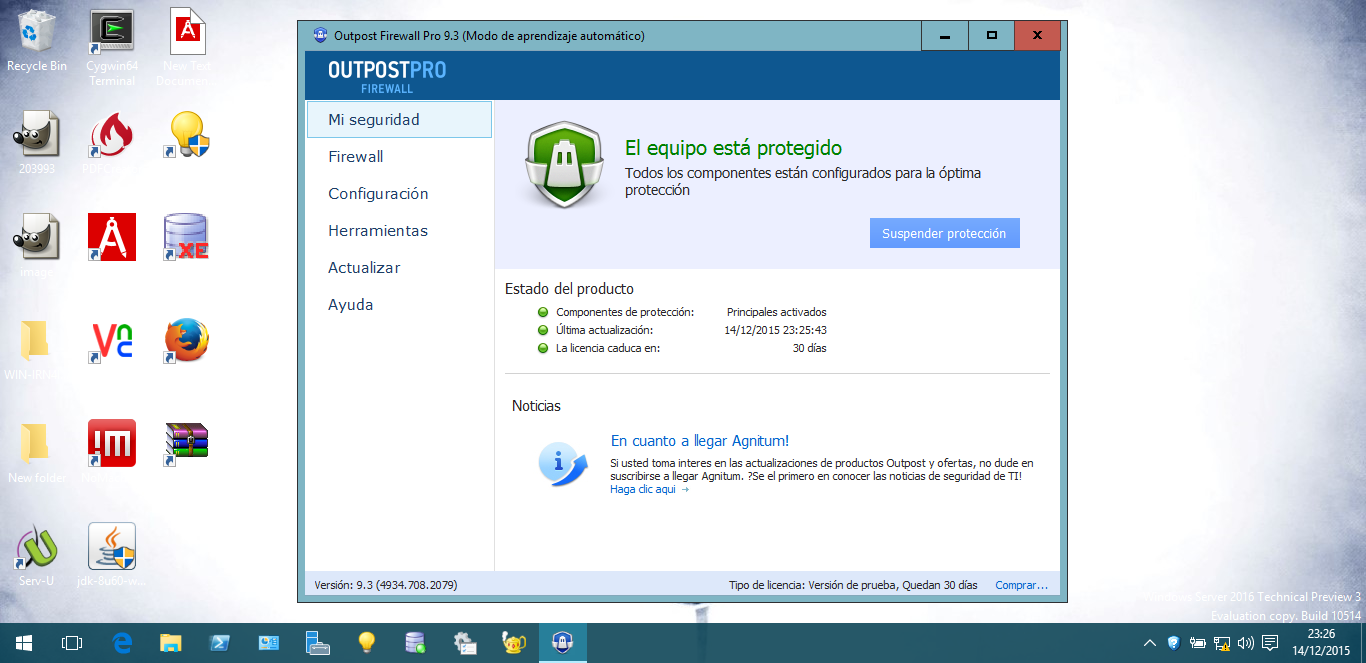 Recycle Bin
Cygwin64
Terminal
New Text
Documen...
203993
image
WIN-iRN
New folder
Serv-U
jdk-8u60-w...
Outpost Firewall Pro 9.3 (Modo de aprendizaje automático)
OUTPOSTPRO
FIREWALL
Mi seguridad
Firewall
Configuración
Herramientas
Actualizar
Ayuda
El equipo está protegido
Todos los componentes están configurados para la óptima
protección
Suspender protección
Estado del producto
Componentes de protección: Principales activados
Última actualización: 14/12/2015 23:25:43
La licencia caduca en: 30 días
Noticias
En cuanto a llegar Agnitum!
Si usted toma interes en las actualizaciones de productos Outpost y ofertas, no dude en
suscribirse a llegar Agnitum. ?Se el primero en conocer las noticias de seguridad de TI!
Haga clic aqui →
Versión: 9.3 (4934.708.2079)
Tipo de licencia: Versión de prueba, Quedan 30 días
Comprar...
Windows Server 2016 Technical Preview 3
Evaluation copy. Build 10514
23:26
14/12/2015